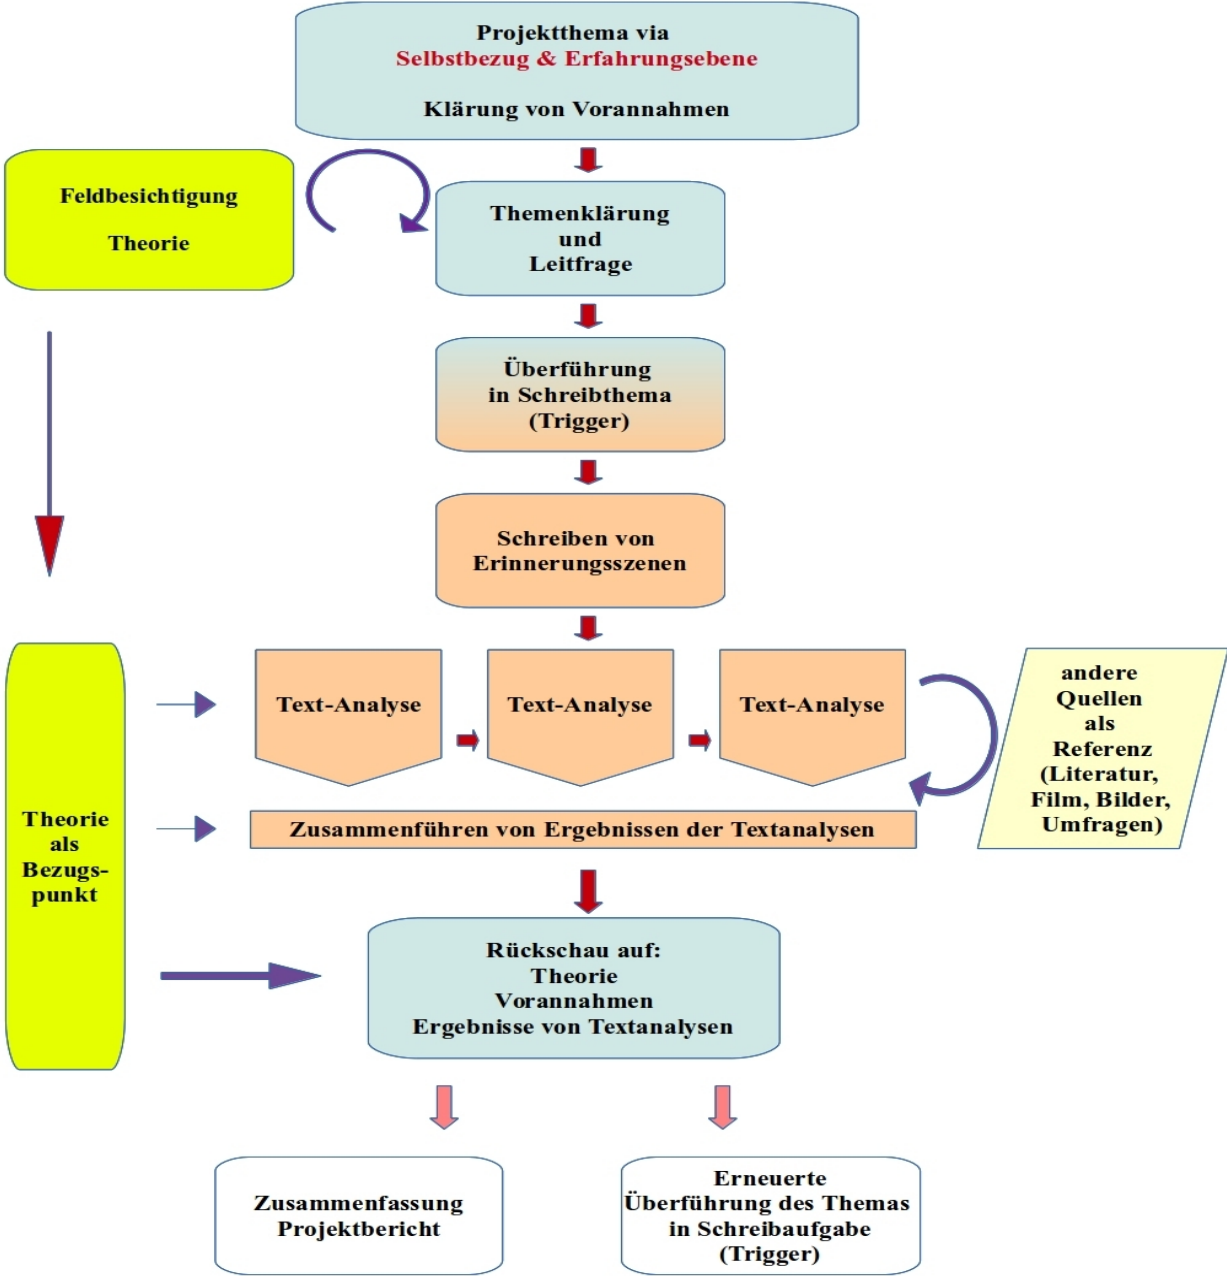 Projektthema via
Selbstbezug & Erfahrungsebene
Klärung von Vorannahmen
Feldbesichtigung
Theorie
Themenklärung
und
Leitfrage
Überführung
in Schreibthema
(Trigger)
Schreiben von
Erinnerungsszenen
Text-Analyse
Text-Analyse
Text-Analyse
andere
Quellen
als
Referenz
(Literatur,
Film, Bilder,
Umfragen)
Theorie
als
Bezugs-
punkt
Zusammenführen von Ergebnissen der Textanalysen
Rückschau auf:
Theorie
Vorannahmen
Ergebnisse von Textanalysen
Zusammenfassung
Projektbericht
Erneuerte
Überführung des Themas
in Schreibaufgabe
(Trigger)